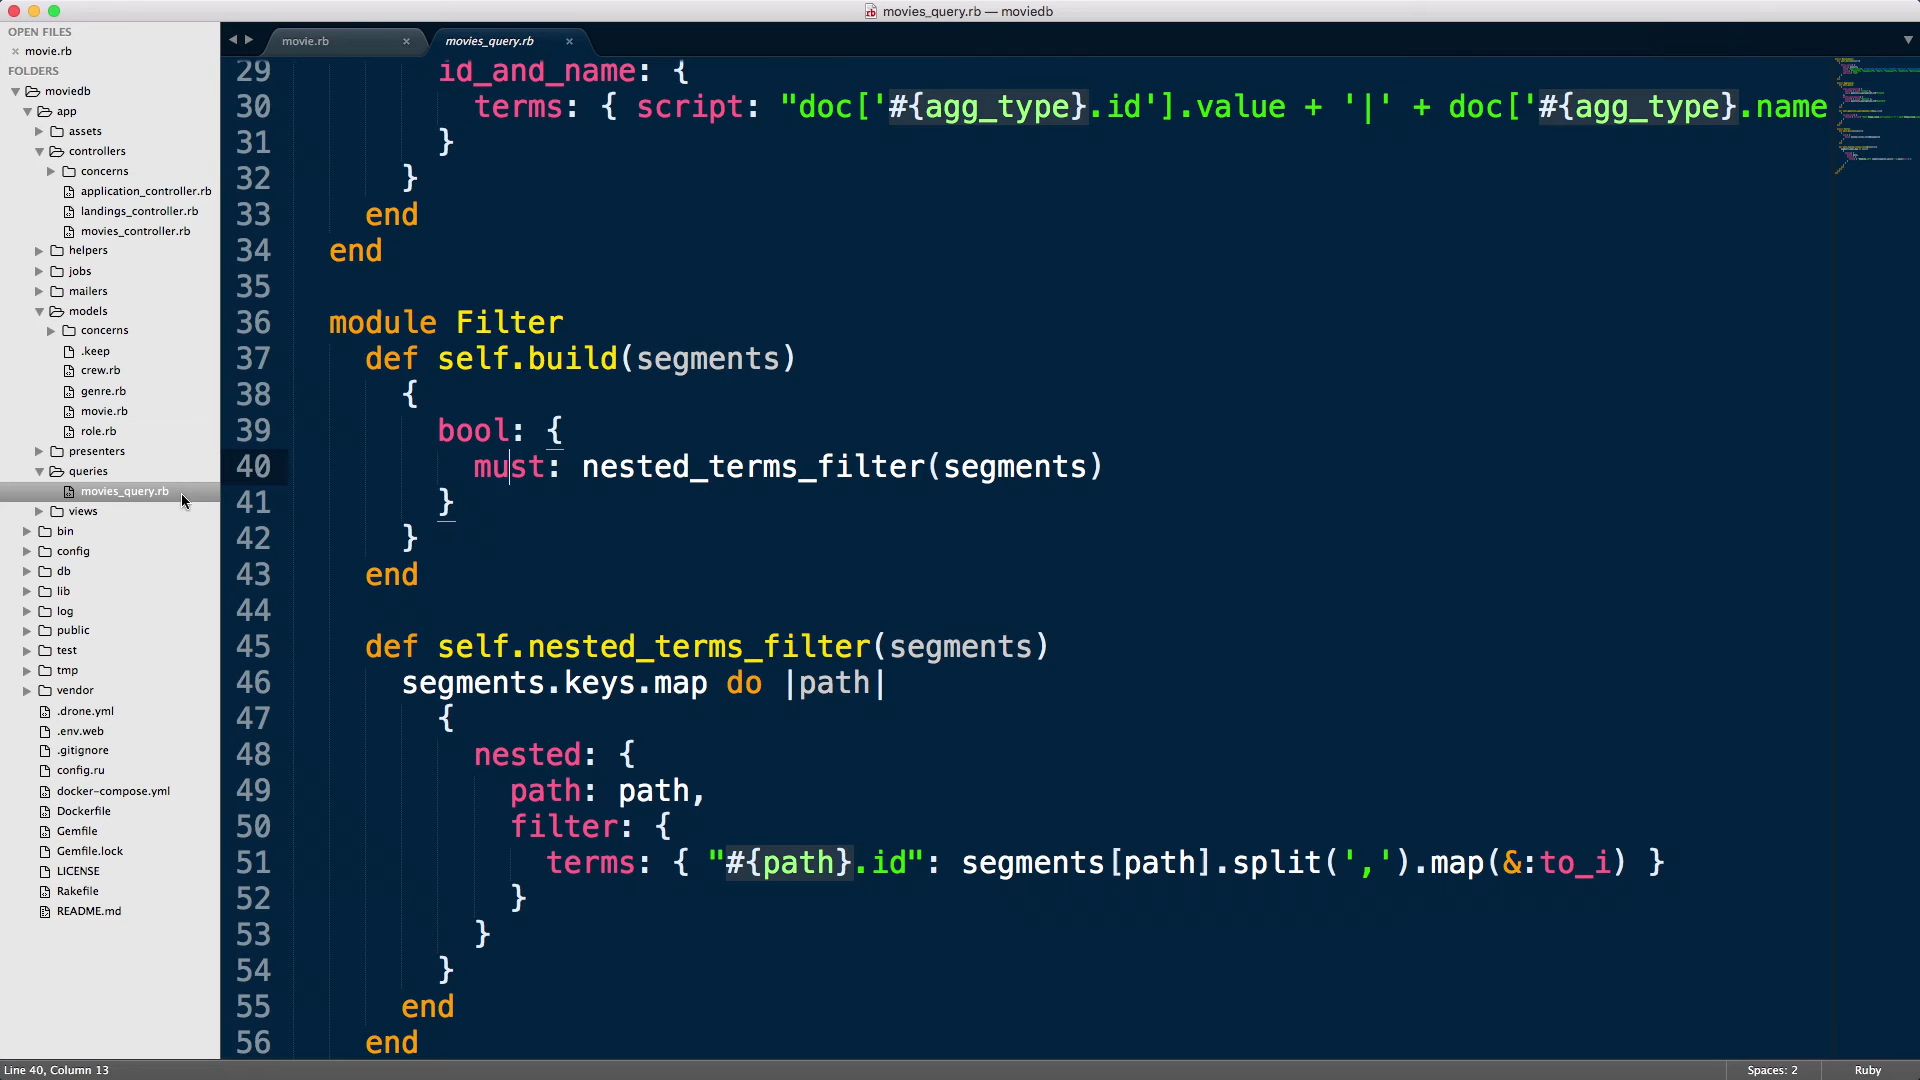 movies_query.rb — moviedb
OPEN FILES
movie.rb
FOLDERS
moviedb
app
assets
controllers
concerns
application_controller.rb
landings_controller.rb
movies_controller.rb
helpers
jobs
mailers
models
concerns
.keep
crew.rb
genre.rb
movie.rb
role.rb
presenters
queries
movies_query.rb
views
bin
config
db
lib
log
public
test
tmp
vendor
.drone.yml
.env.web
.gitignore
config.ru
docker-compose.yml
Dockerfile
Gemfile
Gemfile.lock
LICENSE
Rakefile
README.md
movie.rb
movies_query.rb
29 id_and_name: {
30 terms: { script: "doc['#{agg_type}.id'].value + '|' + doc['#{agg_type}.name
31 }
32 }
33 end
34 end
35
36 module Filter
37 def self.build(segments)
38 {
39 bool: {
40 must: nested_terms_filter(segments)
41 }
42 }
43 end
44
45 def self.nested_terms_filter(segments)
46 segments.keys.map do |path|
47 {
48 nested: {
49 path: path,
50 filter: {
51 terms: { "#{path}.id": segments[path].split(',').map(&:to_i) }
52 }
53 }
54 }
55 end
56 end
Line 40, Column 13
Spaces: 2
Ruby